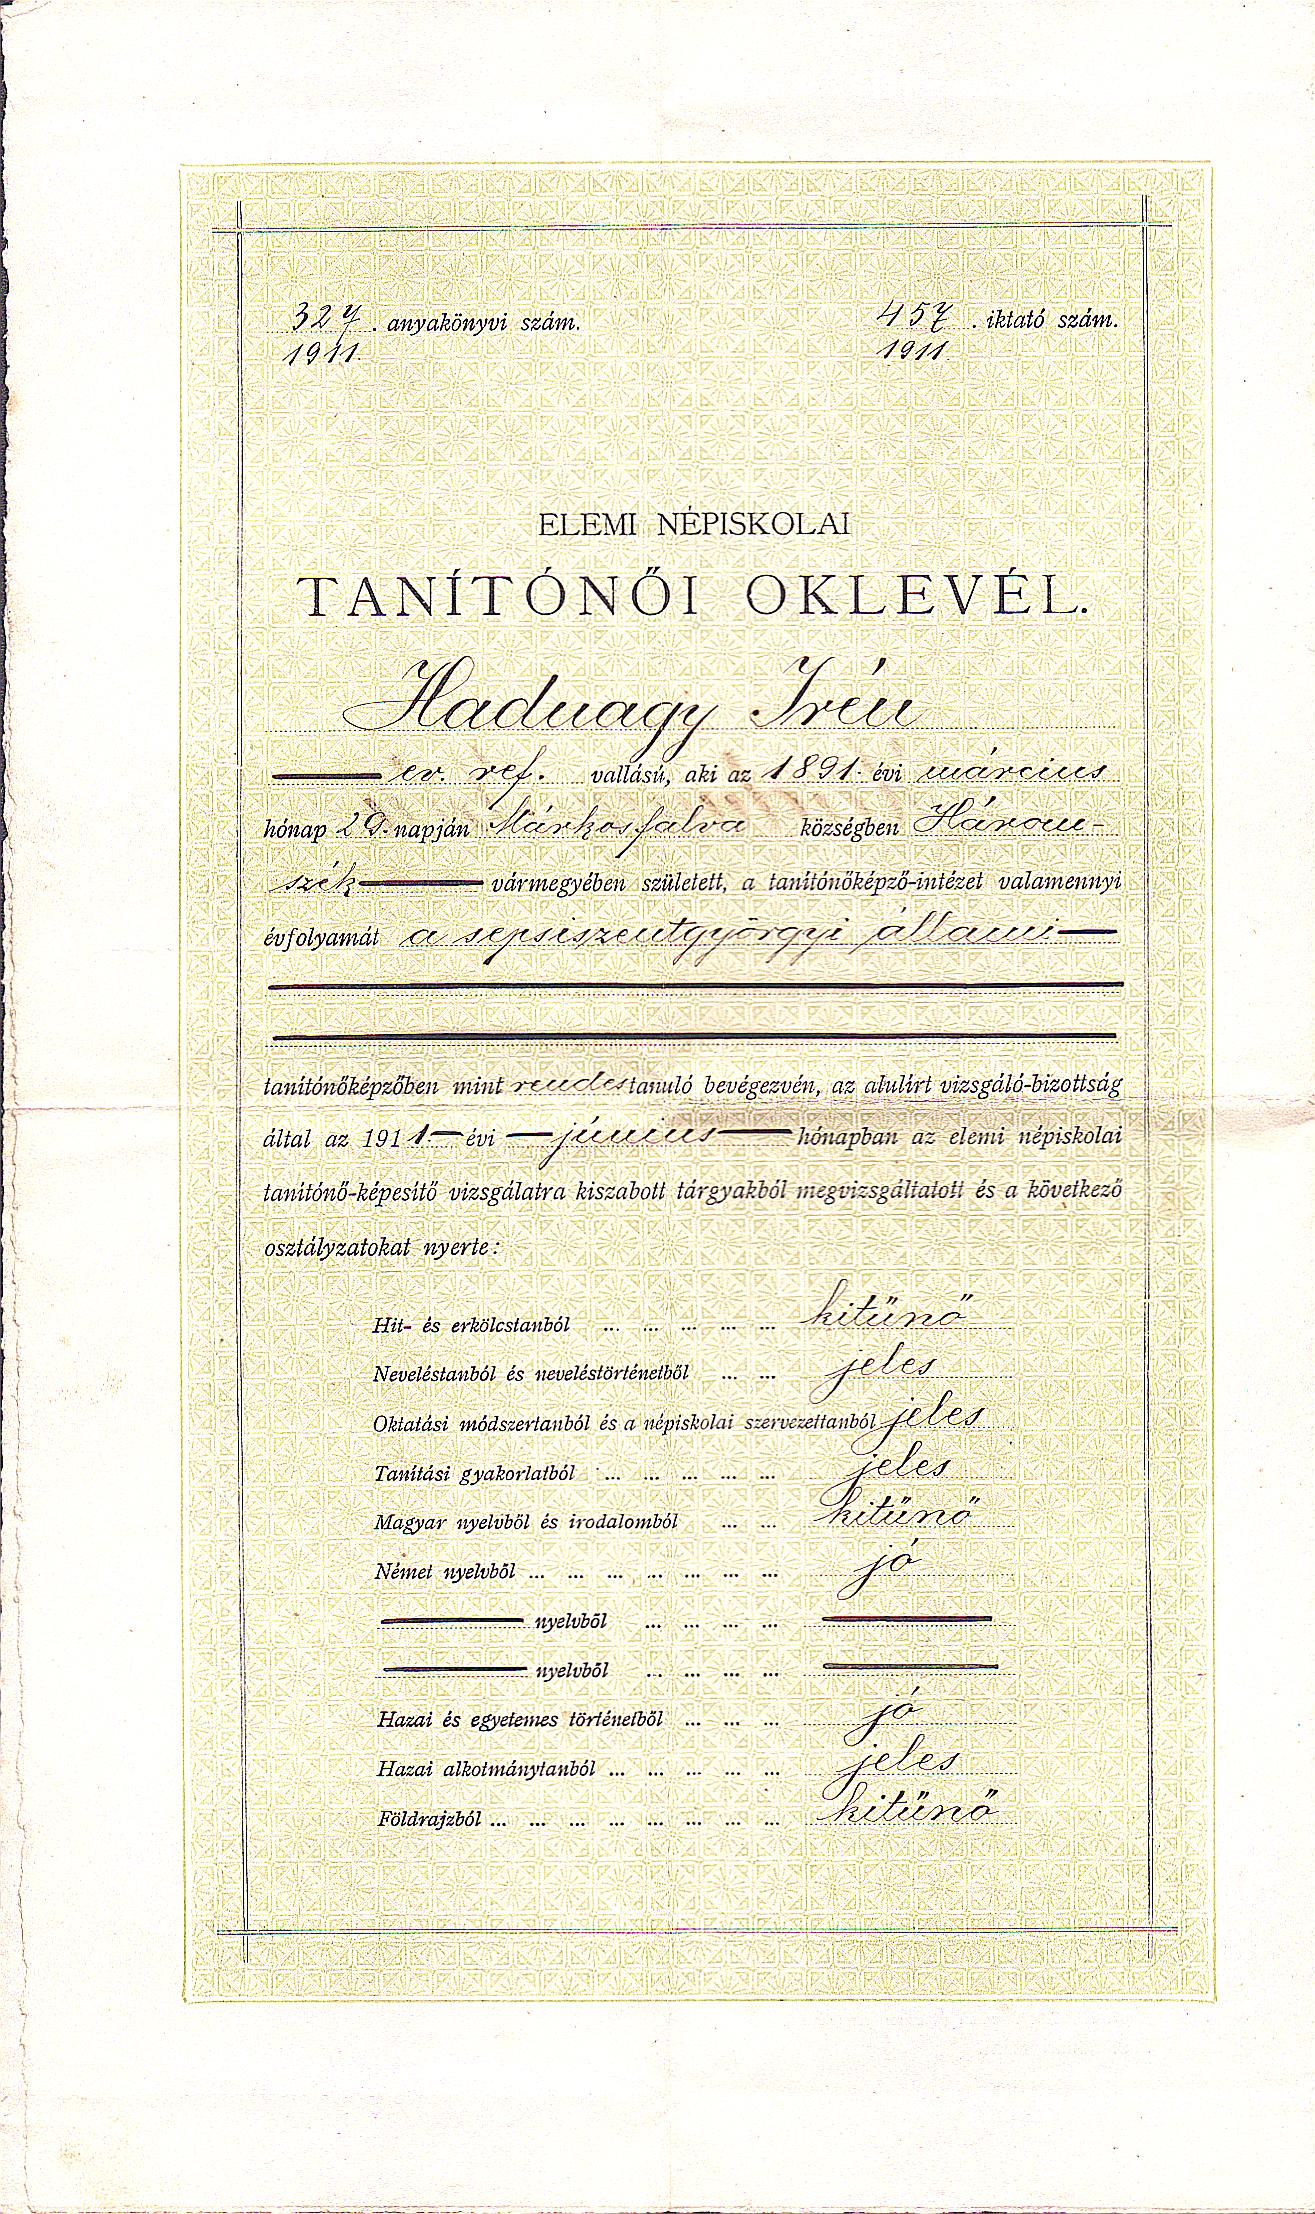 327. anyakönyvi szám. 457. iktató szám.
1911. 1911.
ELEMI NÉPISKOLAI
TANÍTÓNŐI OKLEVÉL.
Hadnagy Irén
ev. ref. vallású, aki az 1891. évi március
hónap 29. napján Márkosfalva községben Három-
szék vármegyében született, a tanítónőképző-intézet valamennyi
évfolyamát a sepsiszentgyörgyi állami
tanítónőképzőben mint rendes tanuló bevégezvén, az alulírt vizsgáló-bizottság
által az 1911. évi június hónapban az elemi népiskolai
tanítónő-képesítő vizsgálatra kiszabott tárgyakból megvizsgáltatott és a következő
osztályzatokat nyerte:
Hit- és erkölcstanból ... ... ... ... ... kitünő
Neveléstanból és neveléstörténetből ... ... jeles
Oktatási módszertanból és a népiskolai szervezettanból jeles
Tanítási gyakorlatból ... ... ... ... ... jeles
Magyar nyelvből és irodalomból ... ... kitünő
Német nyelvből ... ... ... ... ... ... ... jó
nyelvből ... ... ... ...
nyelvből ... ... ... ...
Hazai és egyetemes történetből ... ... ... jó
Hazai alkotmánytanból ... ... ... ... ... jeles
Földrajzból ... ... ... ... ... ... ... ... kitünő